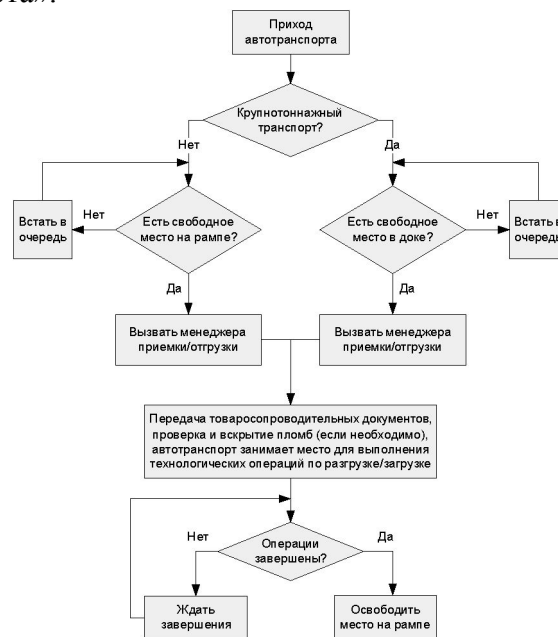 Приход
автотранспорта
Крупнотоннажный
транспорт?
Нет
Да
Встать в
очередь
Нет
Есть свободное
место на рампе?
Есть свободное
место в доке?
Нет
Встать в
очередь
Да
Да
Вызвать менеджера
приемки/отгрузки
Вызвать менеджера
приемки/отгрузки
Передача товаросопроводительных документов,
проверка и вскрытие пломб (если необходимо),
автотранспорт занимает место для выполнения
технологических операций по разгрузке/загрузке
Нет
Операции
завершены?
Да
Ждать
завершения
Освободить
место на рампе